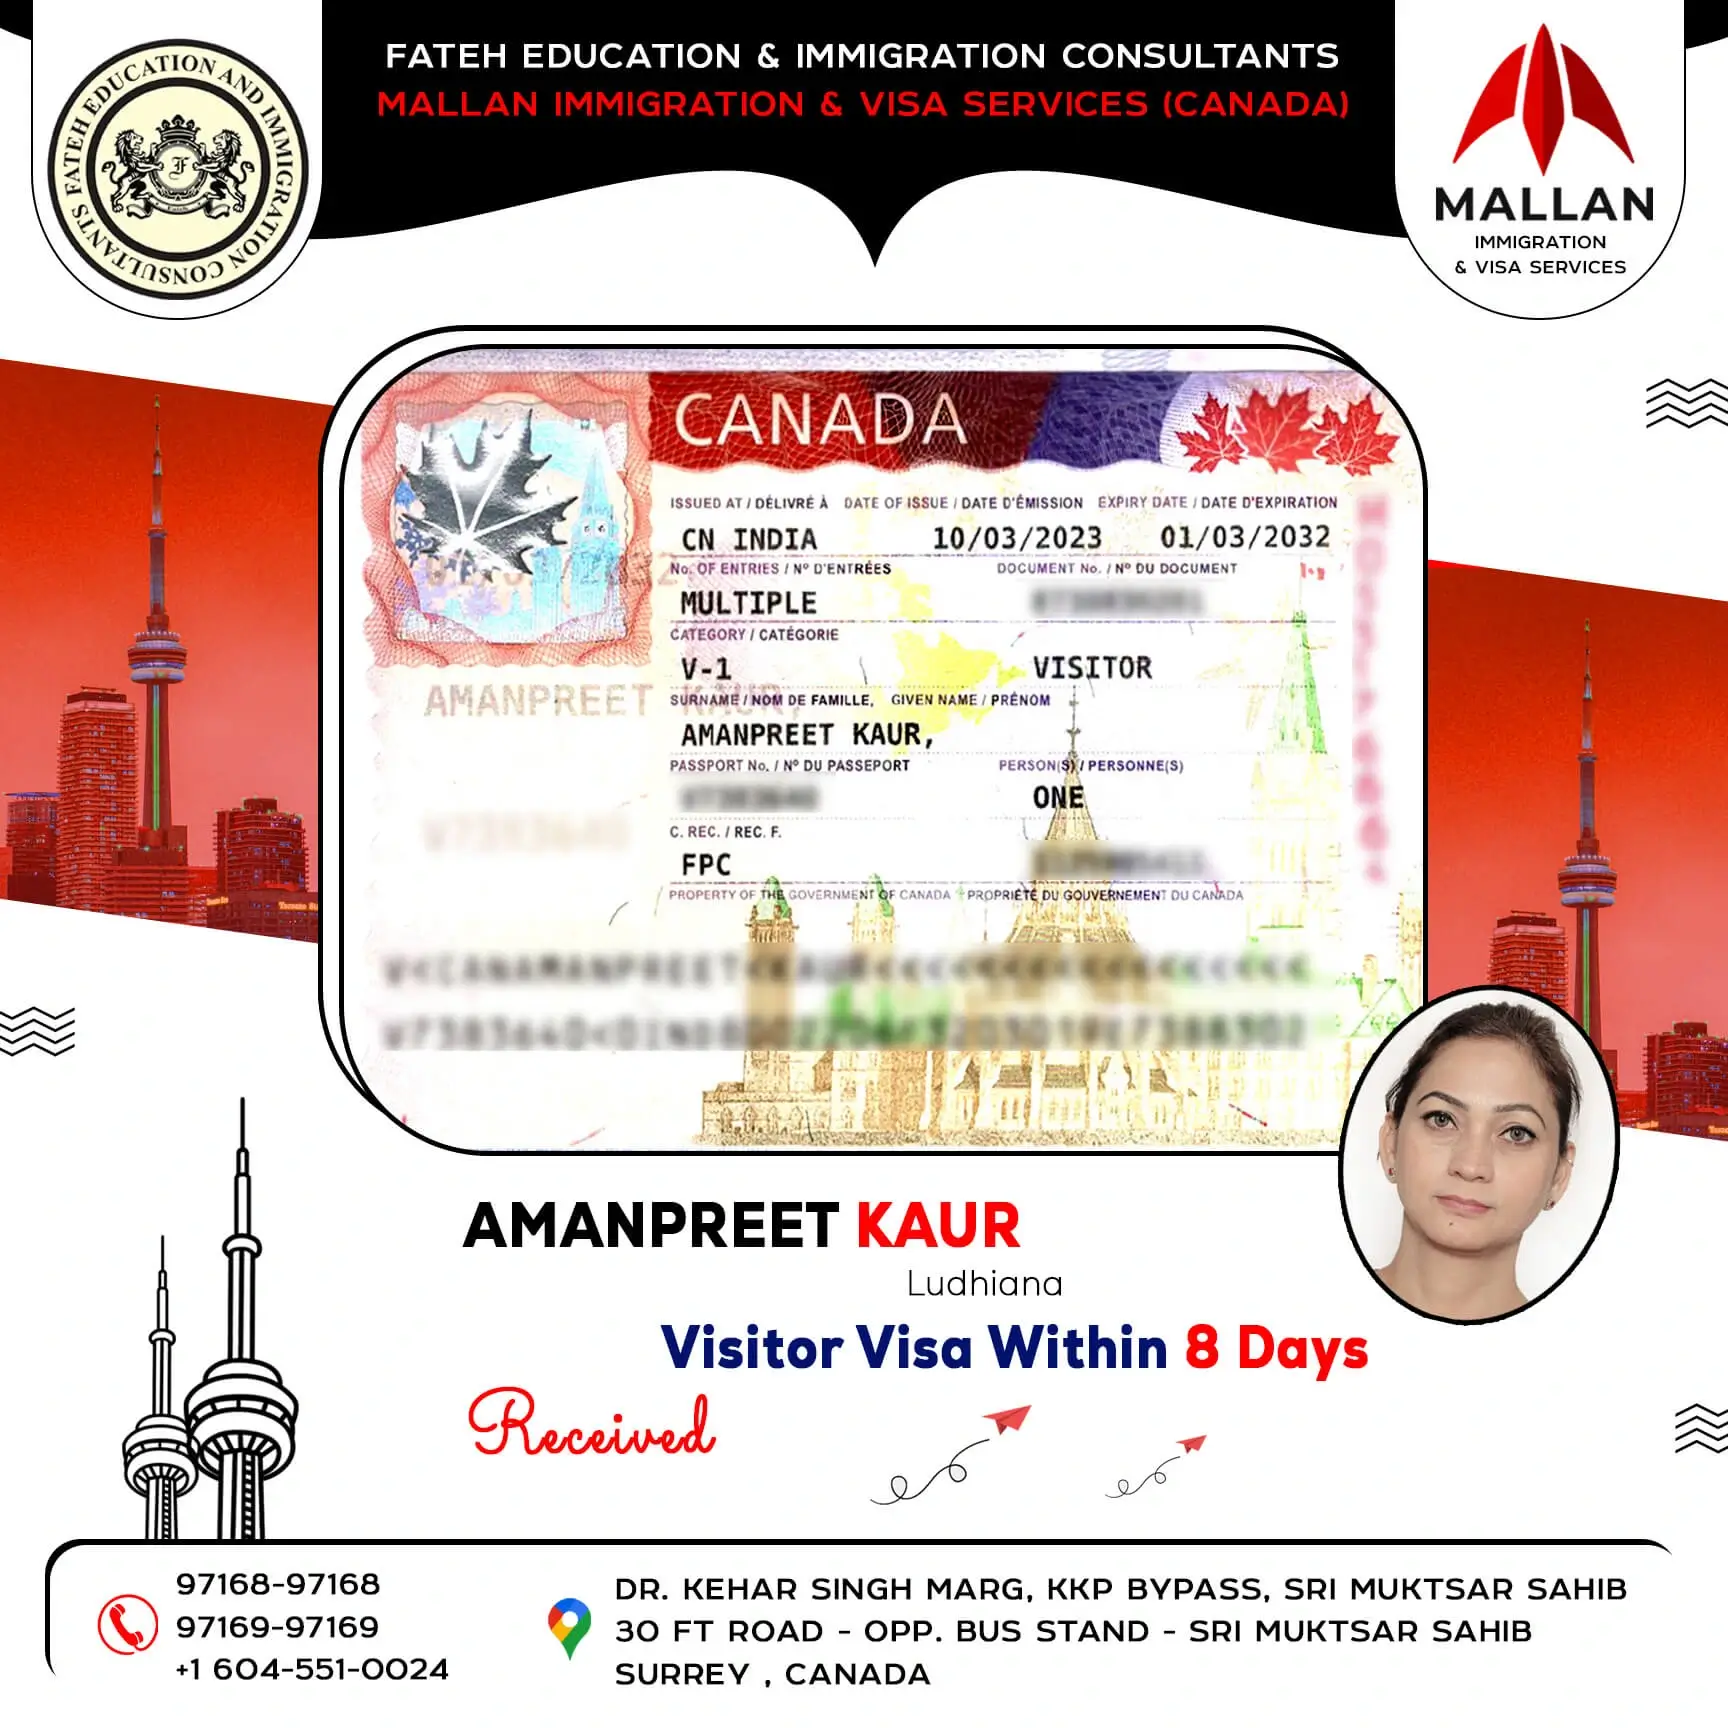 FATEH EDUCATION & IMMIGRATION CONSULTANTS
MALLAN IMMIGRATION & VISA SERVICES (CANADA)
FATEH EDUCATION AND IMMIGRATION CONSULTANTS
F
MALLAN
IMMIGRATION
& VISA SERVICES
CANADA
ISSUED AT / DÉLIVRÉ À DATE OF ISSUE / DATE D'ÉMISSION EXPIRY DATE / DATE D'EXPIRATION
CN INDIA 10/03/2023 01/03/2032
No. OF ENTRIES / Nº D'ENTRÉES DOCUMENT No. / Nº DU DOCUMENT
MULTIPLE
CATEGORY / CATÉGORIE
V-1 VISITOR
AMANPREET KAUR,
SURNAME / NOM DE FAMILLE, GIVEN NAME / PRÉNOM
AMANPREET KAUR,
PASSPORT No. / Nº DU PASSEPORT PERSON(S) / PERSONNE(S)
ONE
C. REC. / REC. F.
FPC
PROPERTY OF THE GOVERNMENT OF CANADA PROPRIÉTÉ DU GOUVERNEMENT DU CANADA
AMANPREET KAUR
Ludhiana
Visitor Visa Within 8 Days
Received
97168-97168
97169-97169
+1 604-551-0024
DR. KEHAR SINGH MARG, KKP BYPASS, SRI MUKTSAR SAHIB
30 FT ROAD - OPP. BUS STAND - SRI MUKTSAR SAHIB
SURREY , CANADA